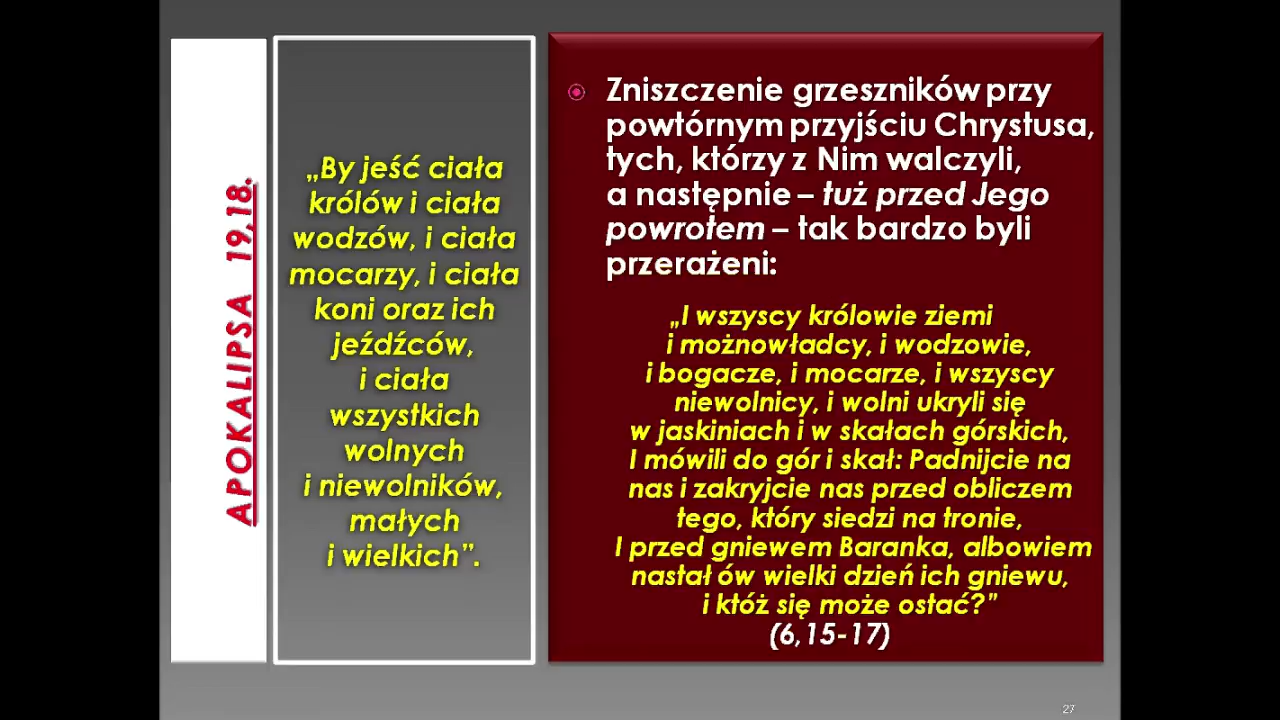 APOKALIPSA 19,18.
„By jeść ciała
królów i ciała
wodzów, i ciała
mocarzy, i ciała
koni oraz ich
jeźdźców,
i ciała
wszystkich
wolnych
i niewolników,
małych
i wielkich”.
Zniszczenie grzeszników przy
powtórnym przyjściu Chrystusa,
tych, którzy z Nim walczyli,
a następnie – tuż przed Jego
powrotem – tak bardzo byli
przerażeni:
„I wszyscy królowie ziemi
i możnowładcy, i wodzowie,
i bogacze, i mocarze, i wszyscy
niewolnicy, i wolni ukryli się
w jaskiniach i w skałach górskich,
I mówili do gór i skał: Padnijcie na
nas i zakryjcie nas przed obliczem
tego, który siedzi na tronie,
I przed gniewem Baranka, albowiem
nastał ów wielki dzień ich gniewu,
i któż się może ostać?”
(6,15-17)
27